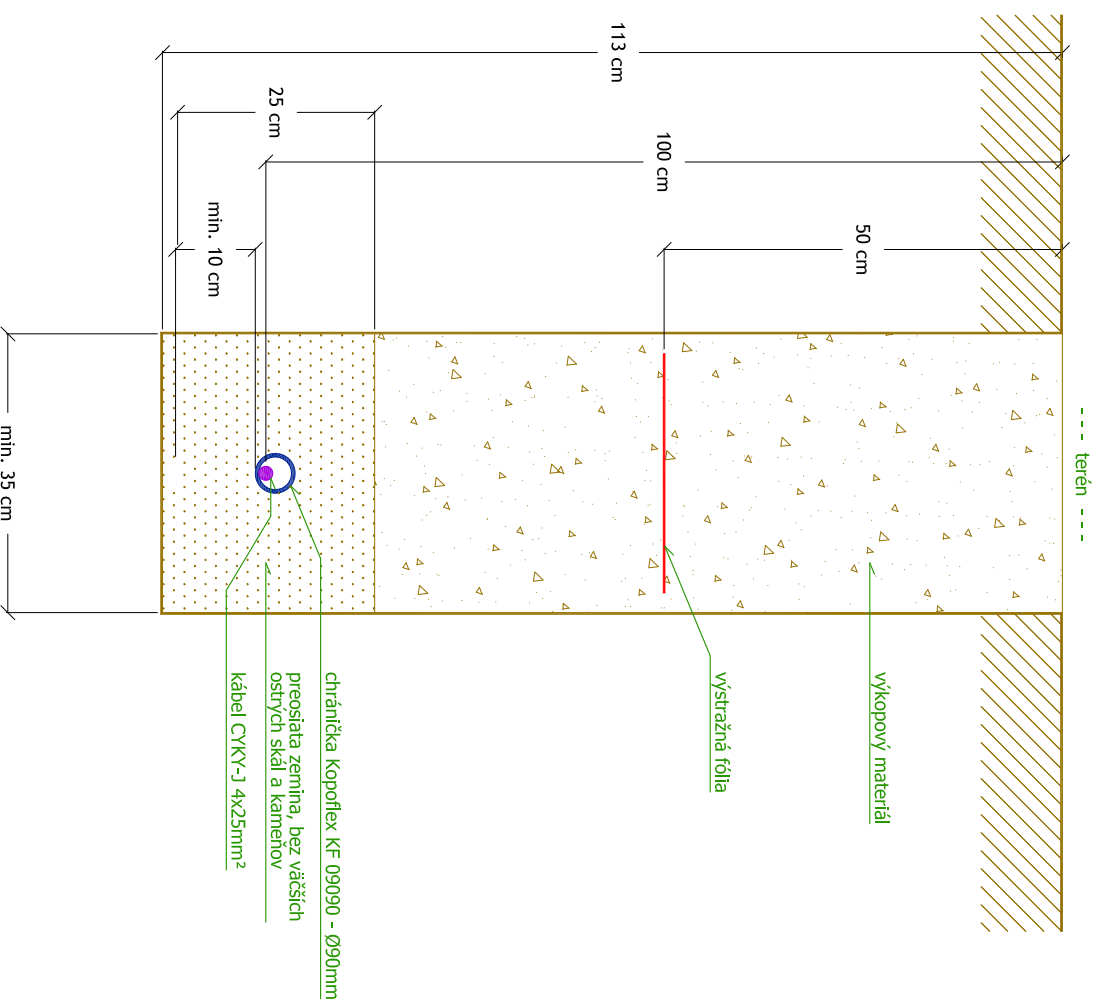 --- terén ---
113 cm
100 cm
50 cm
25 cm
min. 10 cm
min. 35 cm
výkopový materiál
výstražná fólia
chránička Kopoflex KF 09090 - Ø90mm
preosiata zemina, bez väčších
ostrých skál a kameňov
kábel CYKY-J 4x25mm²